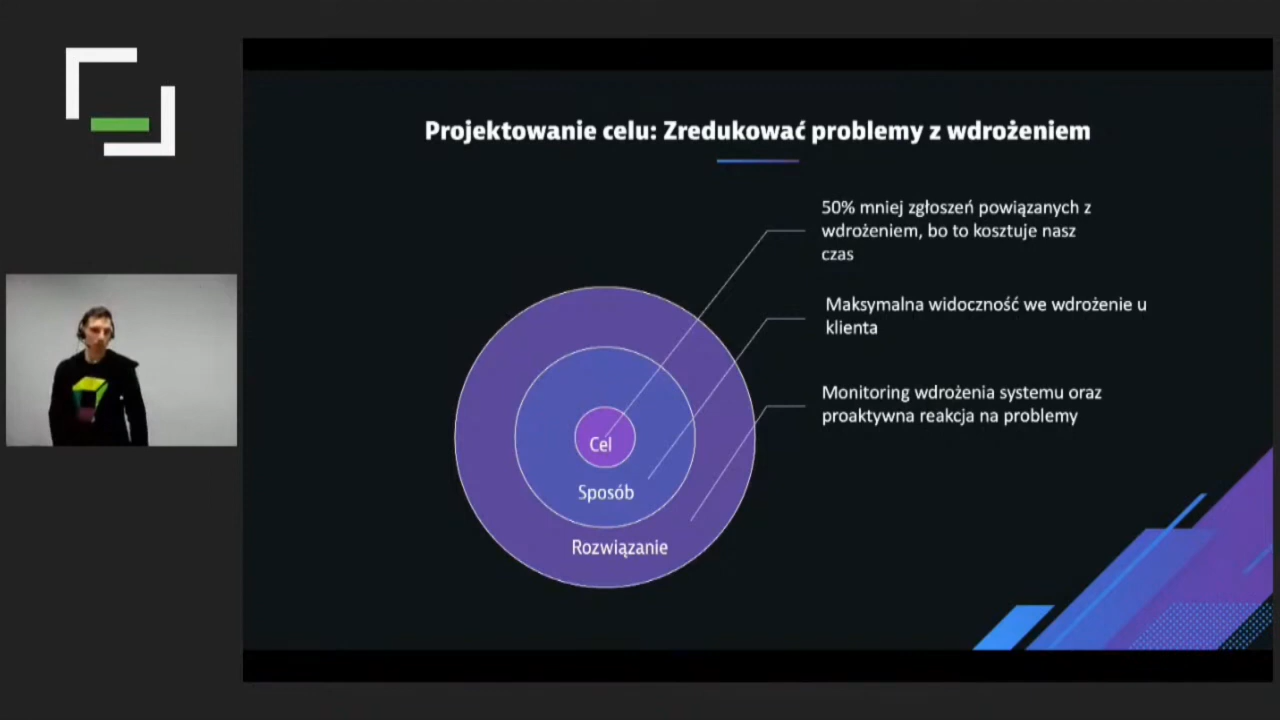 Projektowanie celu: Zredukować problemy z wdrożeniem
50% mniej zgłoszeń powiązanych z
wdrożeniem, bo to kosztuje nasz
czas
Maksymalna widoczność we wdrożenie u
klienta
Monitoring wdrożenia systemu oraz
proaktywna reakcja na problemy
Cel
Sposób
Rozwiązanie